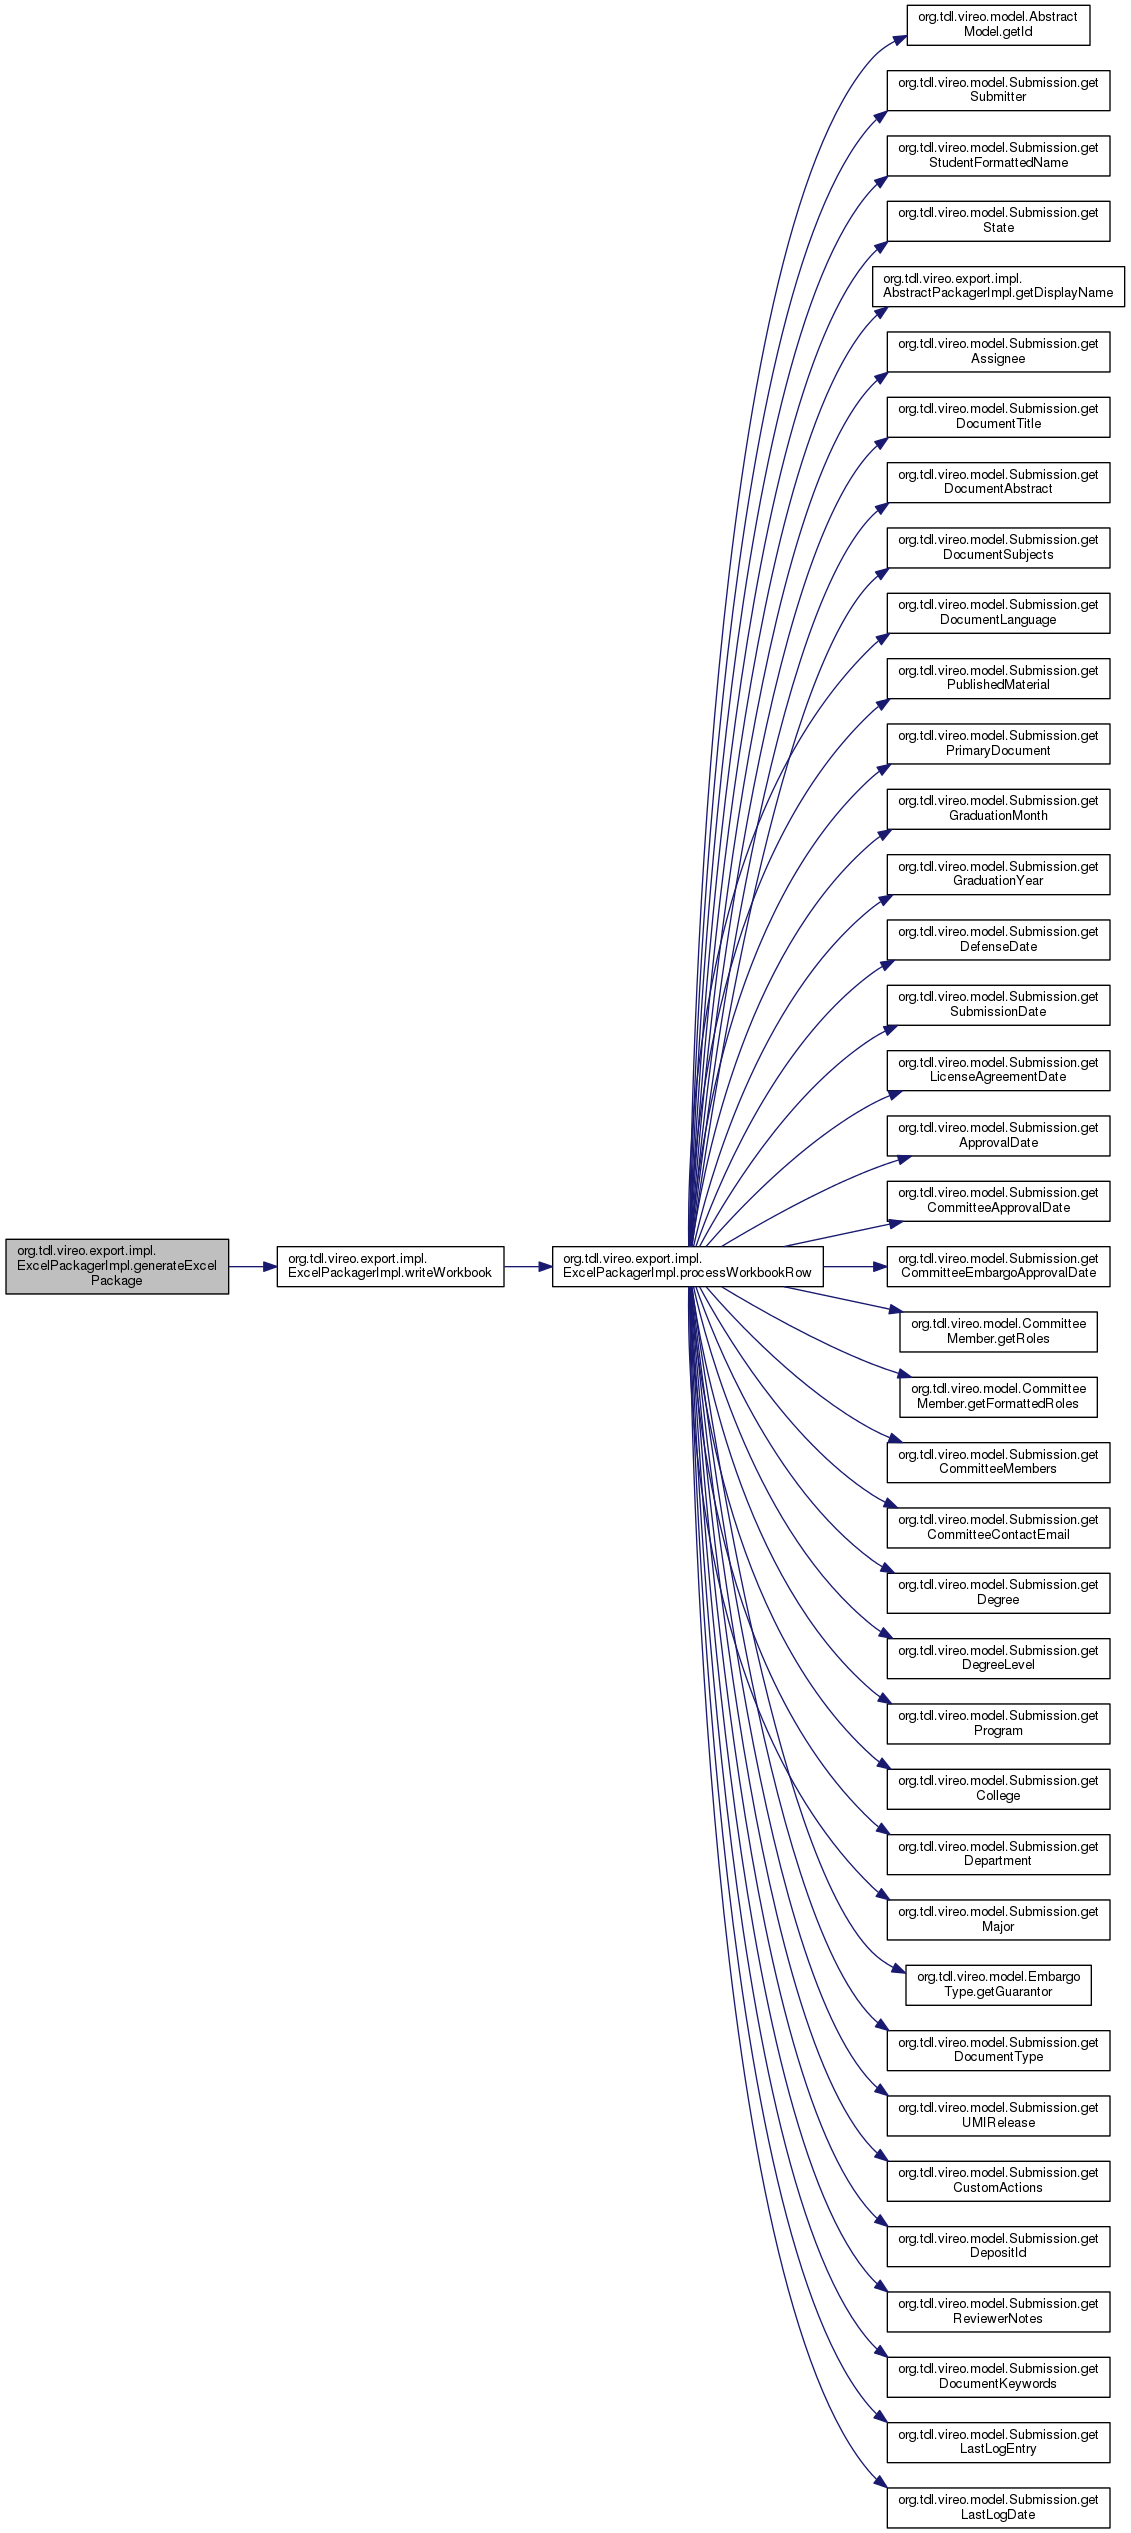 org.tdl.vireo.model.Abstract
Model.getId
org.tdl.vireo.model.Submission.get
Submitter
org.tdl.vireo.model.Submission.get
StudentFormattedName
org.tdl.vireo.model.Submission.get
State
org.tdl.vireo.export.impl.
AbstractPackagerImpl.getDisplayName
org.tdl.vireo.model.Submission.get
Assignee
org.tdl.vireo.model.Submission.get
DocumentTitle
org.tdl.vireo.model.Submission.get
DocumentAbstract
org.tdl.vireo.model.Submission.get
DocumentSubjects
org.tdl.vireo.model.Submission.get
DocumentLanguage
org.tdl.vireo.model.Submission.get
PublishedMaterial
org.tdl.vireo.model.Submission.get
PrimaryDocument
org.tdl.vireo.model.Submission.get
GraduationMonth
org.tdl.vireo.model.Submission.get
GraduationYear
org.tdl.vireo.model.Submission.get
DefenseDate
org.tdl.vireo.model.Submission.get
SubmissionDate
org.tdl.vireo.model.Submission.get
LicenseAgreementDate
org.tdl.vireo.model.Submission.get
ApprovalDate
org.tdl.vireo.model.Submission.get
CommitteeApprovalDate
org.tdl.vireo.export.impl.
ExcelPackagerImpl.generateExcel
Package
org.tdl.vireo.export.impl.
ExcelPackagerImpl.writeWorkbook
org.tdl.vireo.export.impl.
ExcelPackagerImpl.processWorkbookRow
org.tdl.vireo.model.Submission.get
CommitteeEmbargoApprovalDate
org.tdl.vireo.model.Committee
Member.getRoles
org.tdl.vireo.model.Committee
Member.getFormattedRoles
org.tdl.vireo.model.Submission.get
CommitteeMembers
org.tdl.vireo.model.Submission.get
CommitteeContactEmail
org.tdl.vireo.model.Submission.get
Degree
org.tdl.vireo.model.Submission.get
DegreeLevel
org.tdl.vireo.model.Submission.get
Program
org.tdl.vireo.model.Submission.get
College
org.tdl.vireo.model.Submission.get
Department
org.tdl.vireo.model.Submission.get
Major
org.tdl.vireo.model.Embargo
Type.getGuarantor
org.tdl.vireo.model.Submission.get
DocumentType
org.tdl.vireo.model.Submission.get
UMIRelease
org.tdl.vireo.model.Submission.get
CustomActions
org.tdl.vireo.model.Submission.get
DepositId
org.tdl.vireo.model.Submission.get
ReviewerNotes
org.tdl.vireo.model.Submission.get
DocumentKeywords
org.tdl.vireo.model.Submission.get
LastLogEntry
org.tdl.vireo.model.Submission.get
LastLogDate